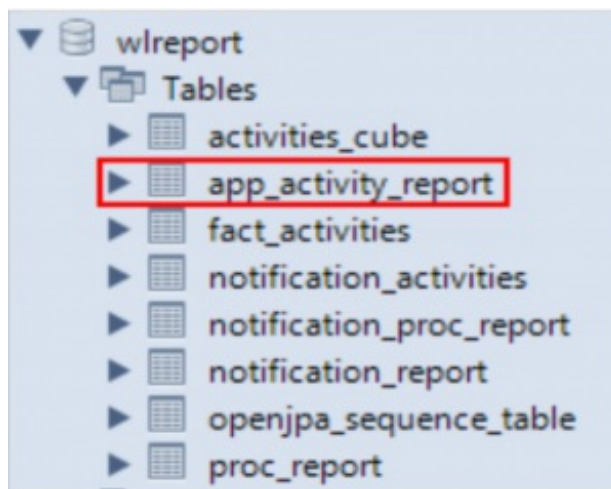 wlreport
Tables
activities_cube
app_activity_report
fact_activities
notification_activities
notification_proc_report
notification_report
openjpa_sequence_table
proc_report